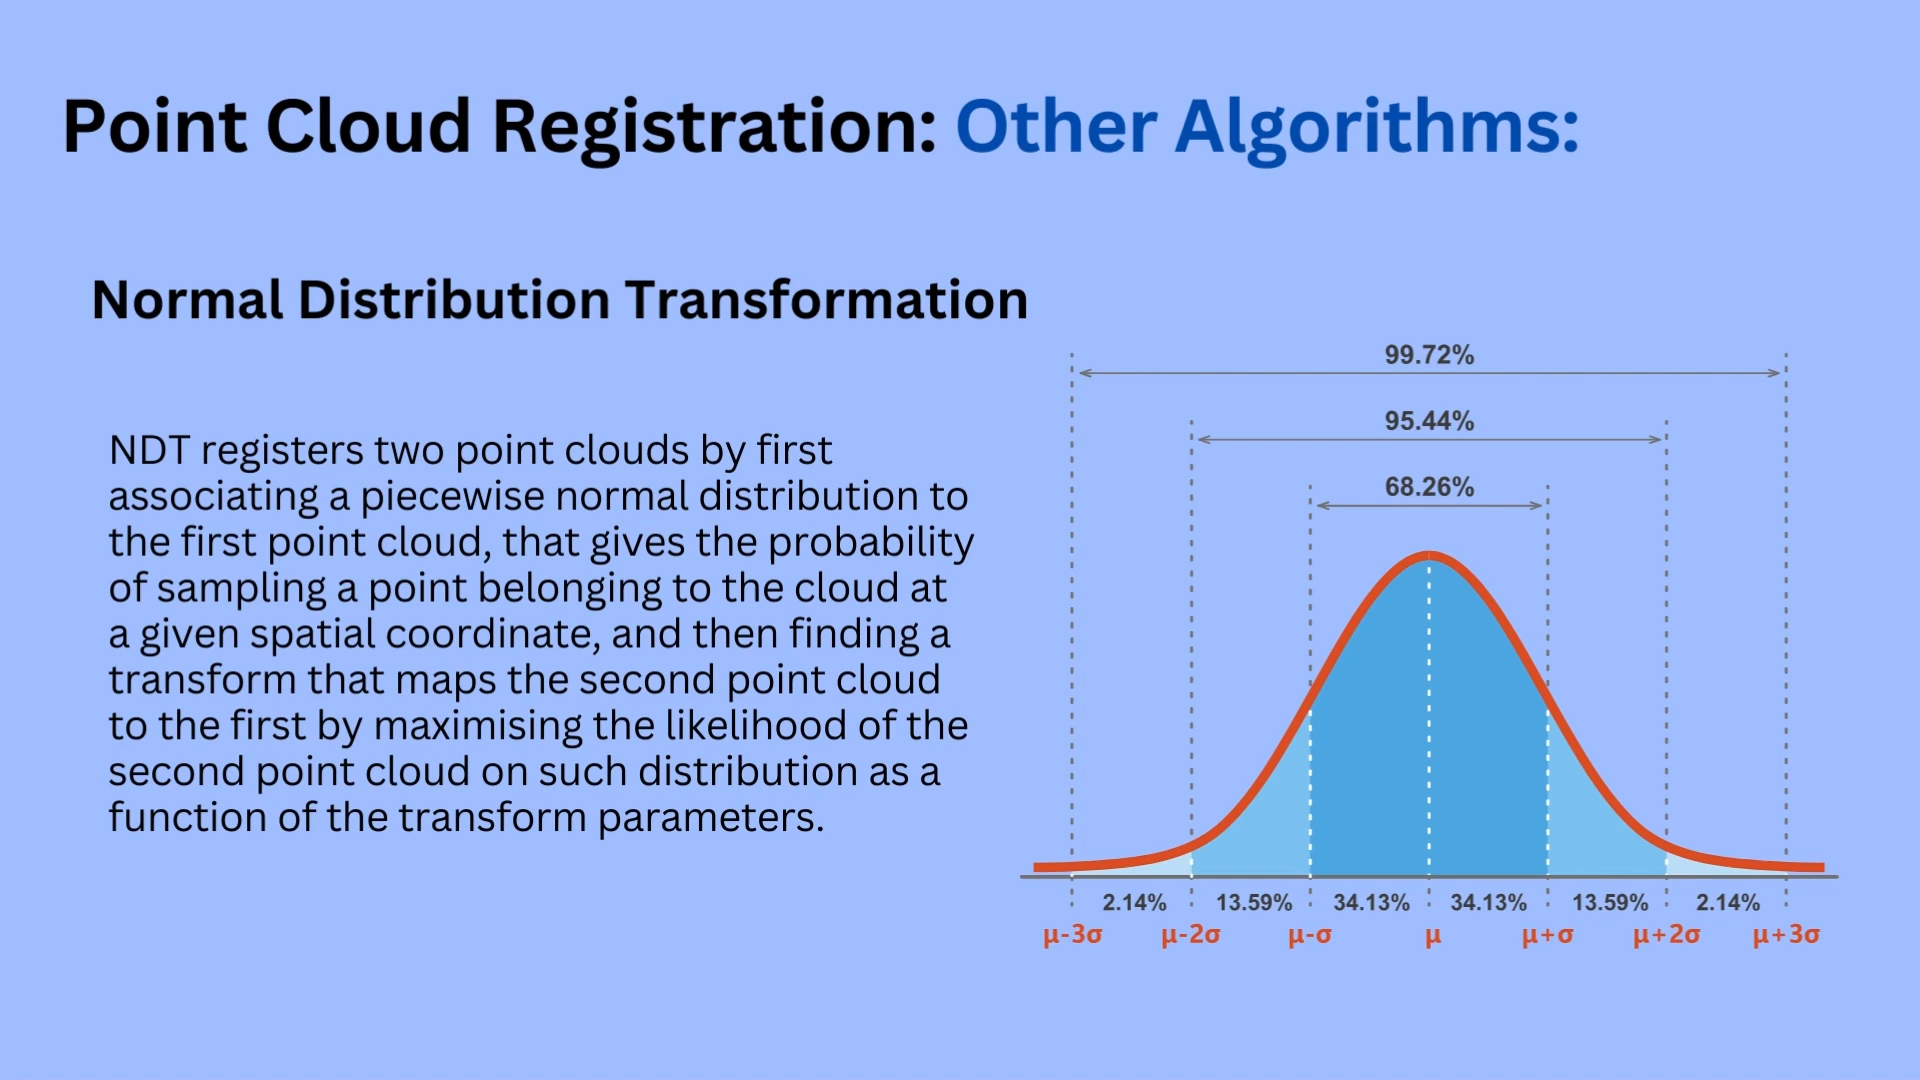 Point Cloud Registration: Other Algorithms:
Normal Distribution Transformation
NDT registers two point clouds by first
associating a piecewise normal distribution to
the first point cloud, that gives the probability
of sampling a point belonging to the cloud at
a given spatial coordinate, and then finding a
transform that maps the second point cloud
to the first by maximising the likelihood of the
second point cloud on such distribution as a
function of the transform parameters.
99.72%
95.44%
68.26%
2.14% 13.59% 34.13% 34.13% 13.59% 2.14%
μ-3σ μ-2σ μ-σ μ μ+σ μ+2σ μ+3σ